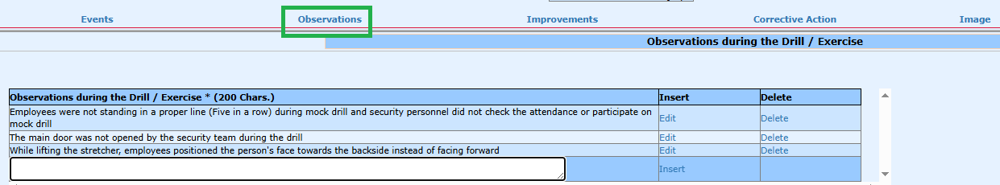 Events Observations Improvements Corrective Action Image
Observations during the Drill / Exercise
Observations during the Drill / Exercise * (200 Chars.) Insert Delete
Employees were not standing in a proper line (Five in a row) during mock drill and security personnel did not check the attendance or participate on
mock drill
Edit Delete
The main door was not opened by the security team during the drill Edit Delete
While lifting the stretcher, employees positioned the person's face towards the backside instead of facing forward Edit Delete
Insert